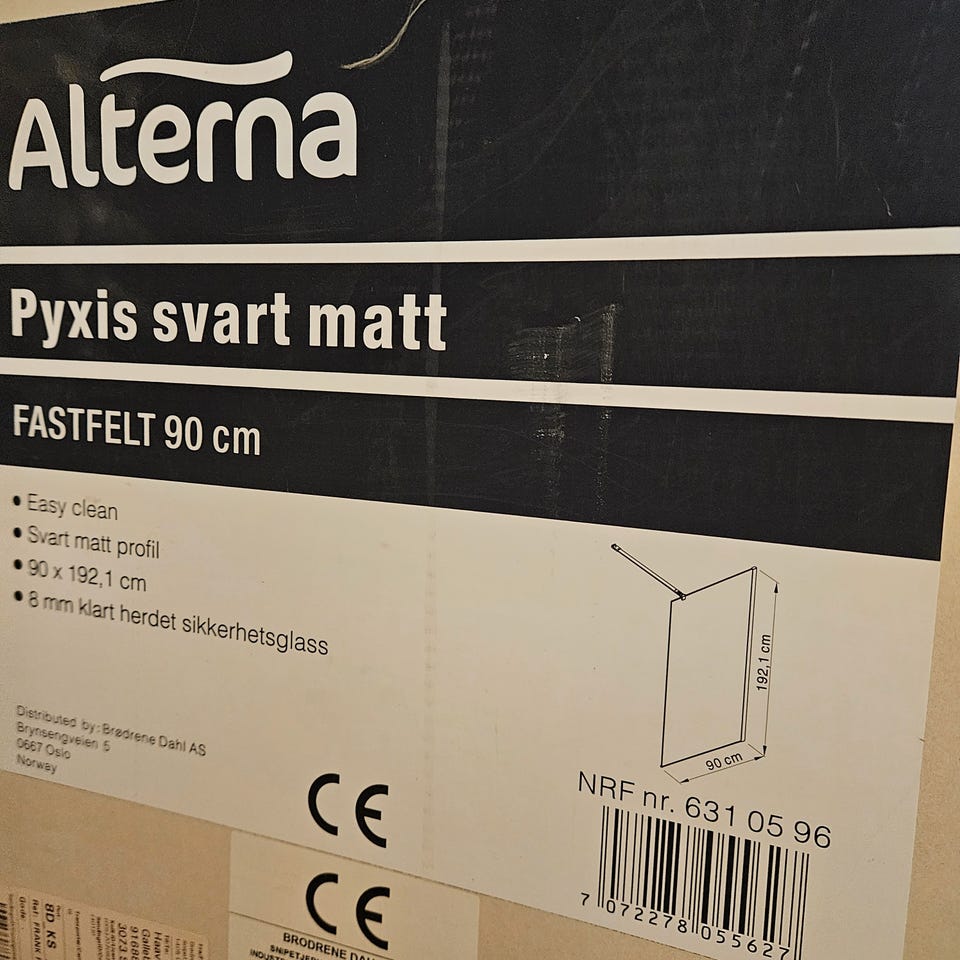 Alterna
Pyxis svart matt
FASTFELT 90 cm
• Easy clean
• Svart matt profil
• 90 x 192,1 cm
• 8 mm klart herdet sikkerhetsglass
192,1 cm
90 cm
Distributed by: Brødrene Dahl AS
Brynsengveien 5
0667 Oslo
Norway
CE
NRF nr. 631 05 96
7 072278 055627
CE
BRODRENE
8D KS